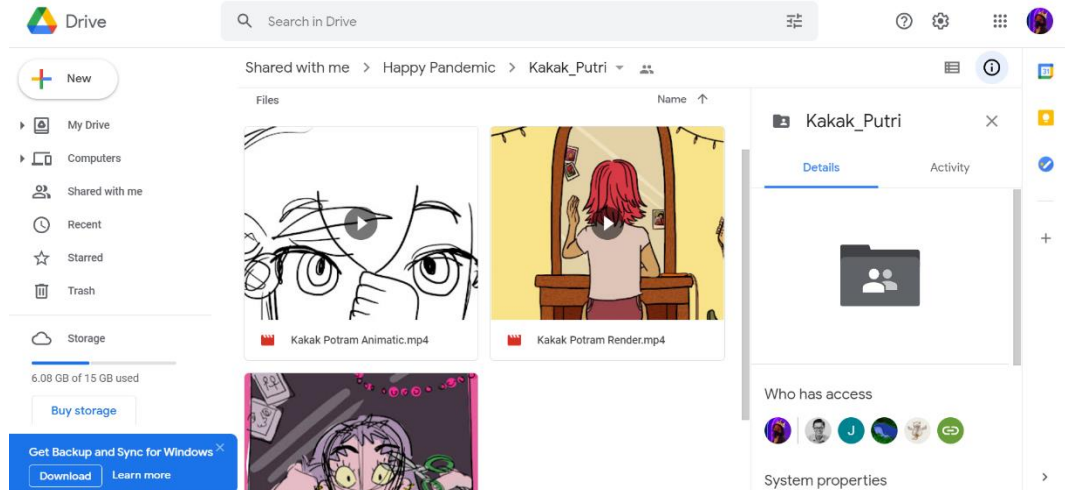 Drive
Search in Drive
New
My Drive
Computers
Shared with me
Recent
Starred
Trash
Storage
6.08 GB of 15 GB used
Buy storage
Get Backup and Sync for Windows
Download Learn more
Shared with me > Happy Pandemic > Kakak_Putri
Files Name
Kakak Potram Animatic.mp4
Kakak Potram Render.mp4
Kakak_Putri
Details Activity
Who has access
J
System properties
31